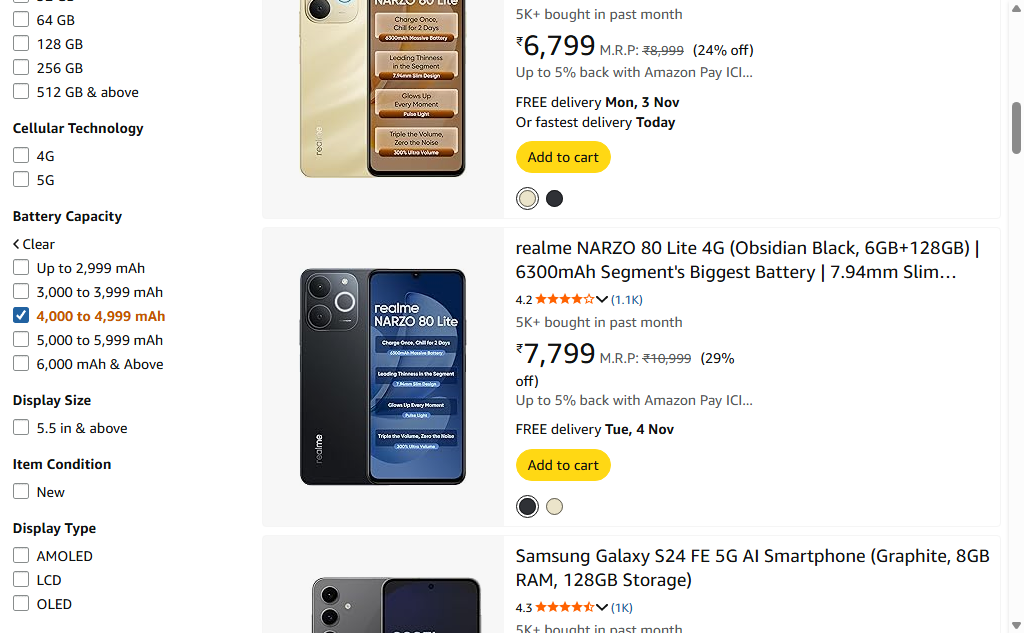 64 GB
128 GB
256 GB
512 GB & above
Cellular Technology
4G
5G
Battery Capacity
Clear
Up to 2,999 mAh
3,000 to 3,999 mAh
4,000 to 4,999 mAh
5,000 to 5,999 mAh
6,000 mAh & Above
Display Size
5.5 in & above
Item Condition
New
Display Type
AMOLED
LCD
OLED
NARZO 80 Lite
Charge Once,
Chill for 2 Days
6300mAh Massive Battery
Leading Thinness
in the Segment
7.94mm Slim Design
Glows Up
Every Moment
Pulse Light
Triple the Volume,
Zero the Noise
300% Ultra Volume
realme
5K+ bought in past month
₹6,799 M.R.P: ₹8,999 (24% off)
Up to 5% back with Amazon Pay ICI…
FREE delivery Mon, 3 Nov
Or fastest delivery Today
Add to cart
realme
NARZO 80 Lite
Charge Once, Chill for 2 Days
6300mAh Massive Battery
Leading Thinness in the Segment
7.94mm Slim Design
Glows Up Every Moment
Pulse Light
Triple the Volume, Zero the Noise
300% Ultra Volume
realme
realme NARZO 80 Lite 4G (Obsidian Black, 6GB+128GB) |
6300mAh Segment's Biggest Battery | 7.94mm Slim…
4.2 (1.1K)
5K+ bought in past month
₹7,799 M.R.P: ₹10,999 (29%
off)
Up to 5% back with Amazon Pay ICI…
FREE delivery Tue, 4 Nov
Add to cart
Samsung Galaxy S24 FE 5G AI Smartphone (Graphite, 8GB
RAM, 128GB Storage)
4.3 (1K)
5K+ bought in past month